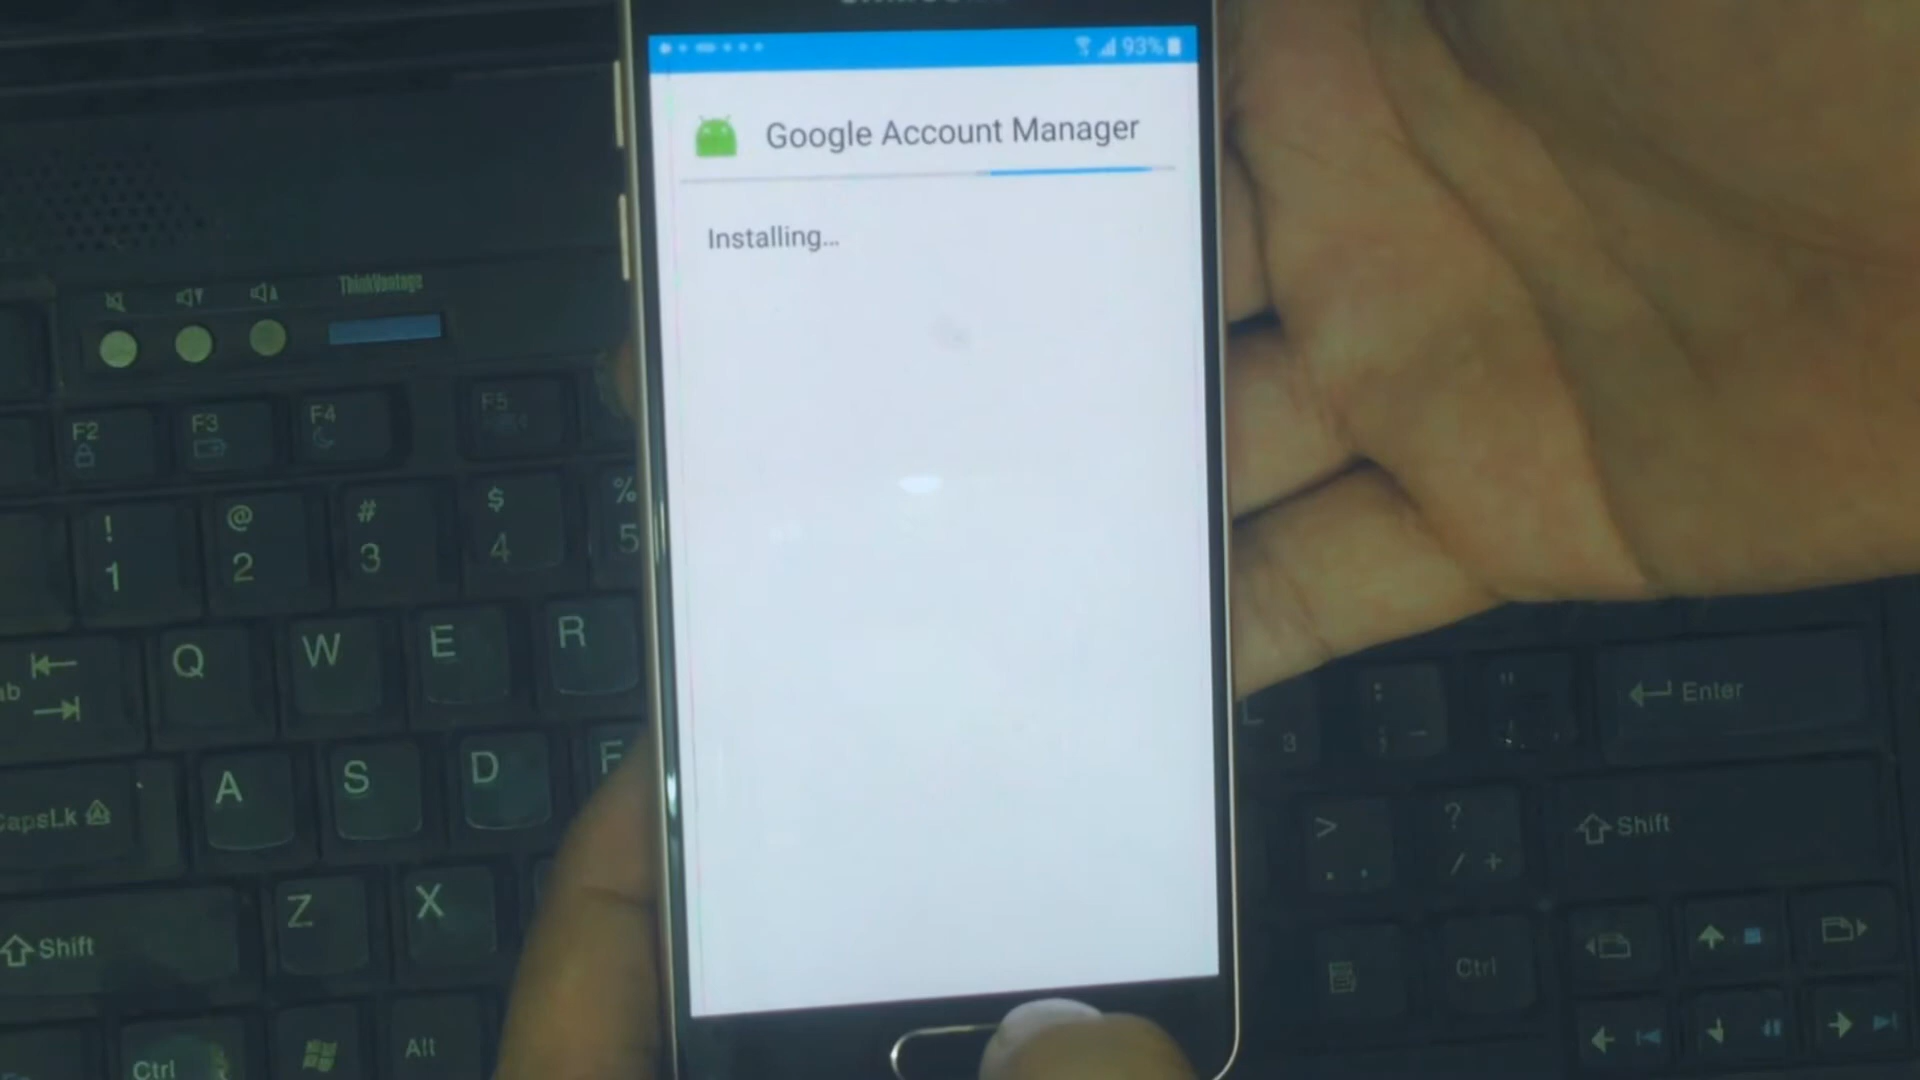 93%
Google Account Manager
Installing...
ThinkVantage
F2
F3
F4
F5
!
1
@
2
#
3
$
4
%
5
Q
W
E
R
Enter
A
S
D
F
CapsLk
>
.
?
/ +
Shift
Z
X
Shift
Ctrl
Alt
Ctrl